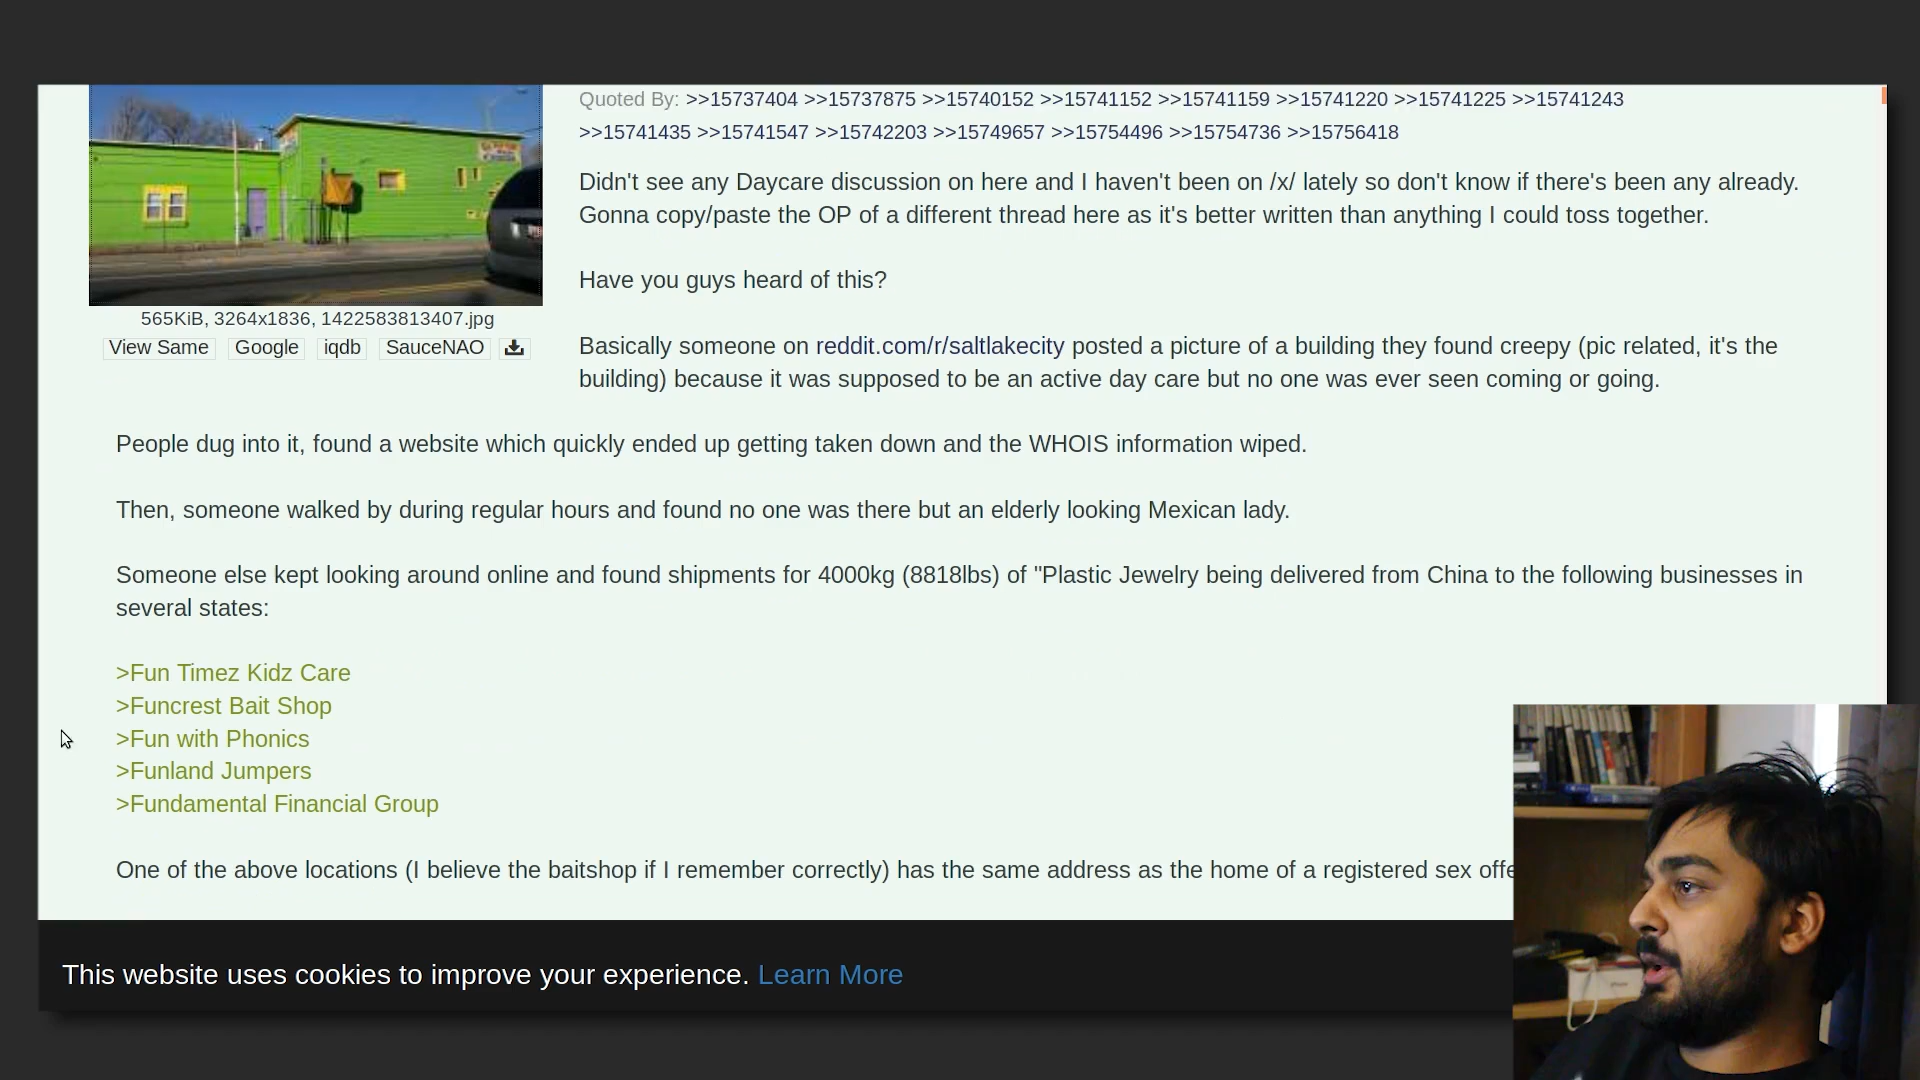 Quoted By: >>15737404 >>15737875 >>15740152 >>15741152 >>15741159 >>15741220 >>15741225 >>15741243
>>15741435 >>15741547 >>15742203 >>15749657 >>15754496 >>15754736 >>15756418
Didn't see any Daycare discussion on here and I haven't been on /x/ lately so don't know if there's been any already.
Gonna copy/paste the OP of a different thread here as it's better written than anything I could toss together.
Have you guys heard of this?
565KiB, 3264x1836, 1422583813407.jpg
View Same Google iqdb SauceNAO
Basically someone on reddit.com/r/saltlakecity posted a picture of a building they found creepy (pic related, it's the
building) because it was supposed to be an active day care but no one was ever seen coming or going.
People dug into it, found a website which quickly ended up getting taken down and the WHOIS information wiped.
Then, someone walked by during regular hours and found no one was there but an elderly looking Mexican lady.
Someone else kept looking around online and found shipments for 4000kg (8818lbs) of "Plastic Jewelry being delivered from China to the following businesses in
several states:
>Fun Timez Kidz Care
>Funcrest Bait Shop
>Fun with Phonics
>Funland Jumpers
>Fundamental Financial Group
One of the above locations (I believe the baitshop if I remember correctly) has the same address as the home of a registered sex offe
This website uses cookies to improve your experience. Learn More